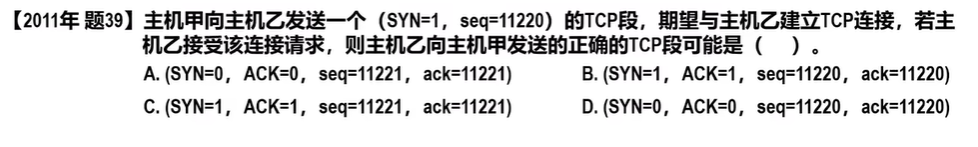 【2011年 题39】主机甲向主机乙发送一个（SYN=1，seq=11220）的TCP段，期望与主机乙建立TCP连接，若主
机乙接受该连接请求，则主机乙向主机甲发送的正确的TCP段可能是（ ）。
A. (SYN=0，ACK=0，seq=11221，ack=11221) B. (SYN=1，ACK=1，seq=11220，ack=11220)
C. (SYN=1，ACK=1，seq=11221，ack=11221) D. (SYN=0，ACK=0，seq=11220，ack=11220)